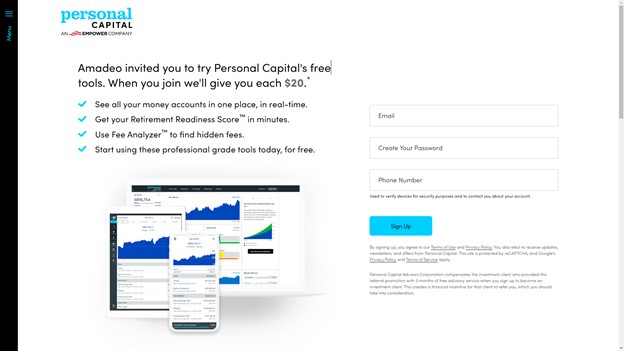 Menu
personal
CAPITAL
AN EMPOWER COMPANY
Amadeo invited you to try Personal Capital's free
tools. When you join we'll give you each $20.*
See all your money accounts in one place, in real-time.
Get your Retirement Readiness Score™ in minutes.
Use Fee Analyzer™ to find hidden fees.
Start using these professional grade tools today, for free.
Email
Create Your Password
Phone Number
Used to verify devices for security purposes and to contact you about your account
Sign Up
By signing up, you agree to our Terms of Use and Privacy Policy. You also elect to receive updates,
newsletters, and offers from Personal Capital. This site is protected by reCAPTCHA, and Google's
Privacy Policy and Terms of Service apply.
Personal Capital Advisors Corporation compensates the investment client who provided this
referral promotion with 3 months of free advisory service when you sign up to become an
investment client. This creates a financial incentive for that client to refer you, which you should
take into consideration.